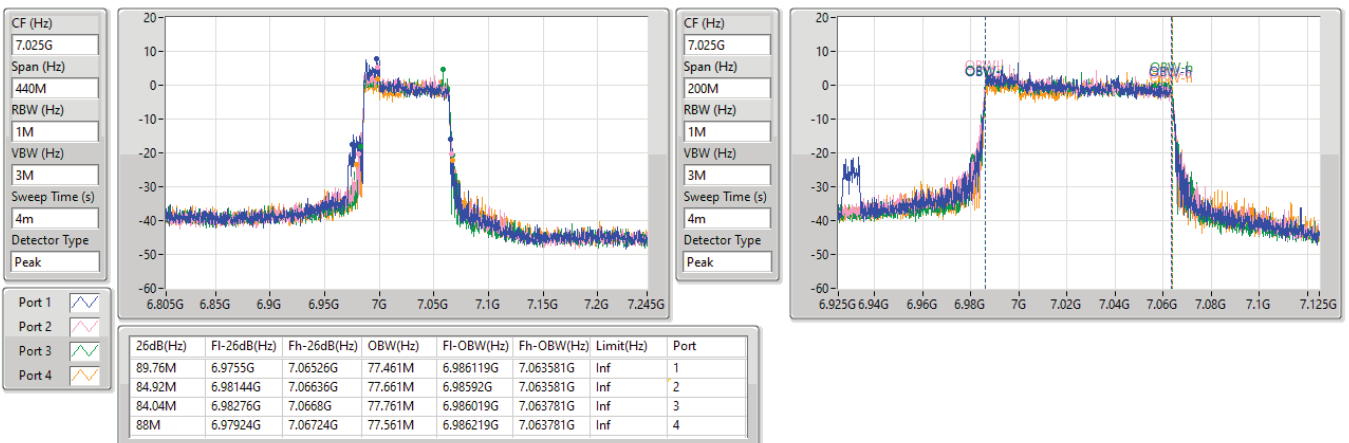 CF (Hz)
7.025G
Span (Hz)
440M
RBW (Hz)
1M
VBW (Hz)
3M
Sweep Time (s)
4m
Detector Type
Peak
20
10
0
-10
-20
-30
-40
-50
-60
6.805G 6.85G 6.9G 6.95G 7G 7.05G 7.1G 7.15G 7.2G 7.245G
CF (Hz)
7.025G
Span (Hz)
200M
RBW (Hz)
1M
VBW (Hz)
3M
Sweep Time (s)
4m
Detector Type
Peak
20
10
0
-10
-20
-30
-40
-50
-60
OBW-h
6.925G 6.94G 6.96G 6.98G 7G 7.02G 7.04G 7.06G 7.08G 7.1G 7.125G
Port 1
Port 2
Port 3
Port 4
26dB(Hz) Fl-26dB(Hz) Fh-26dB(Hz) OBW(Hz) Fl-OBW(Hz) Fh-OBW(Hz) Limit(Hz) Port
89.76M 6.9755G 7.06526G 77.461M 6.986119G 7.063581G Inf 1
84.92M 6.98144G 7.06636G 77.661M 6.98592G 7.063581G Inf 2
84.04M 6.98276G 7.0668G 77.761M 6.986019G 7.063781G Inf 3
88M 6.97924G 7.06724G 77.561M 6.986219G 7.063781G Inf 4